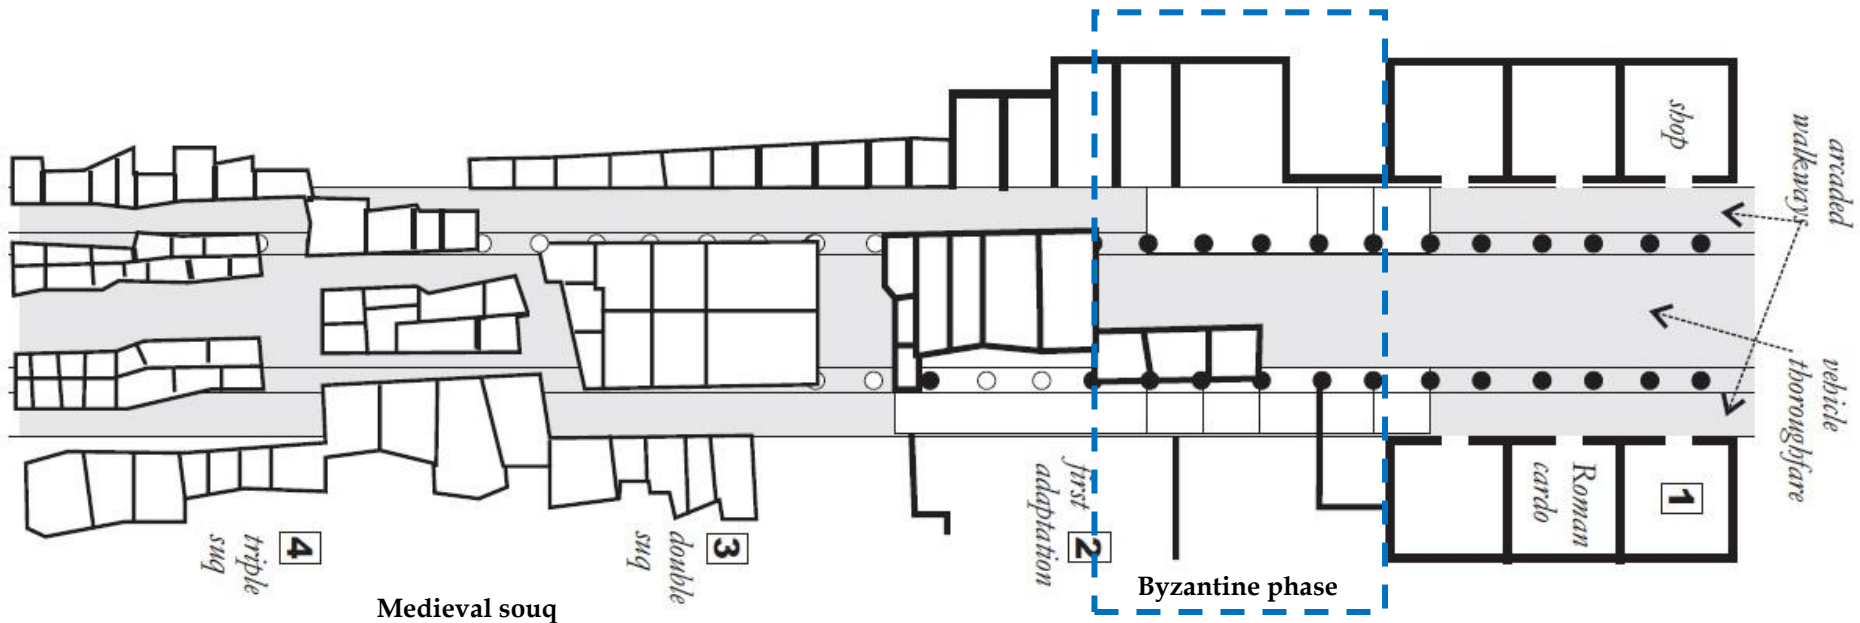 arcaded
walkways
shop
vehicle
thoroughfare
1
Roman
cardo
2
first
adaptation
3
double
suq
4
triple
suq
Byzantine phase
Medieval souq